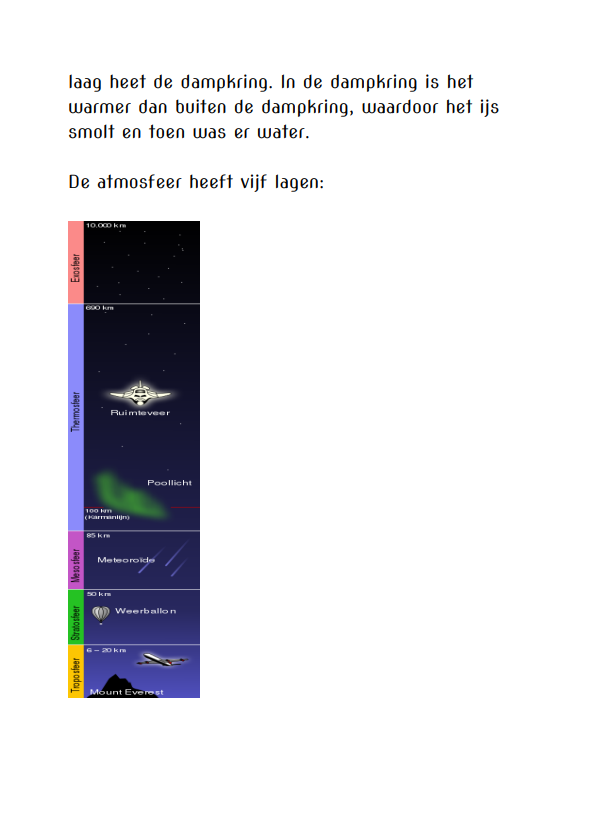 laag heet de dampkring. In de dampkring is het
warmer dan buiten de dampkring, waardoor het ijs
smolt en toen was er water.
De atmosfeer heeft vijf lagen:
10.000 km
Exosfeer
690 km
Thermosfeer
Ruimteveer
Poollicht
100 km
(Karmanlijn)
85 km
Mesosfeer
Meteoroïde
50 km
Stratosfeer
Weerballon
6 – 20 km
Troposfeer
Mount Everest